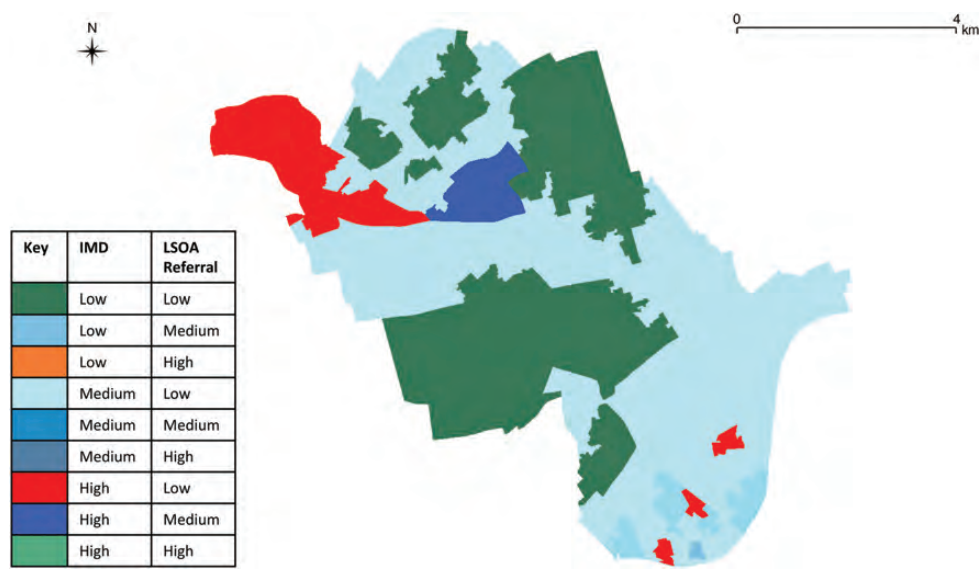 N
0 4
km
Key IMD LSOA
Referral
Low Low
Low Medium
Low High
Medium Low
Medium Medium
Medium High
High Low
High Medium
High High